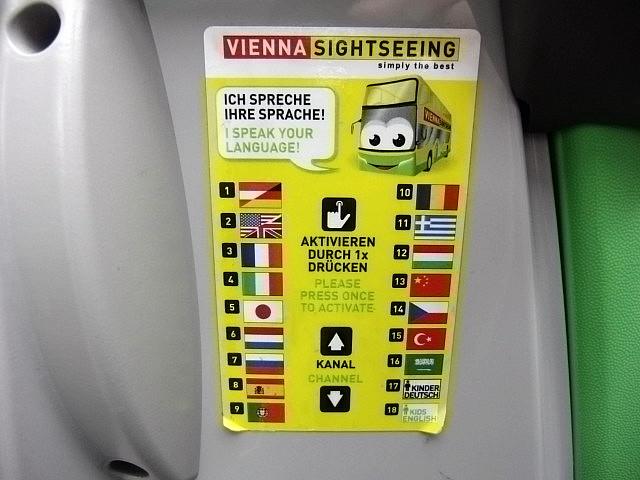 VIENNA SIGHTSEEING
simply the best
ICH SPRECHE
IHRE SPRACHE!
I SPEAK YOUR
LANGUAGE!
VIENNA
1
2
3
4
5
6
7
8
9
AKTIVIEREN
DURCH 1x
DRÜCKEN
PLEASE
PRESS ONCE
TO ACTIVATE
KANAL
CHANNEL
10
11
12
13
14
15
16
17 KINDER
DEUTSCH
18 KIDS
ENGLISH